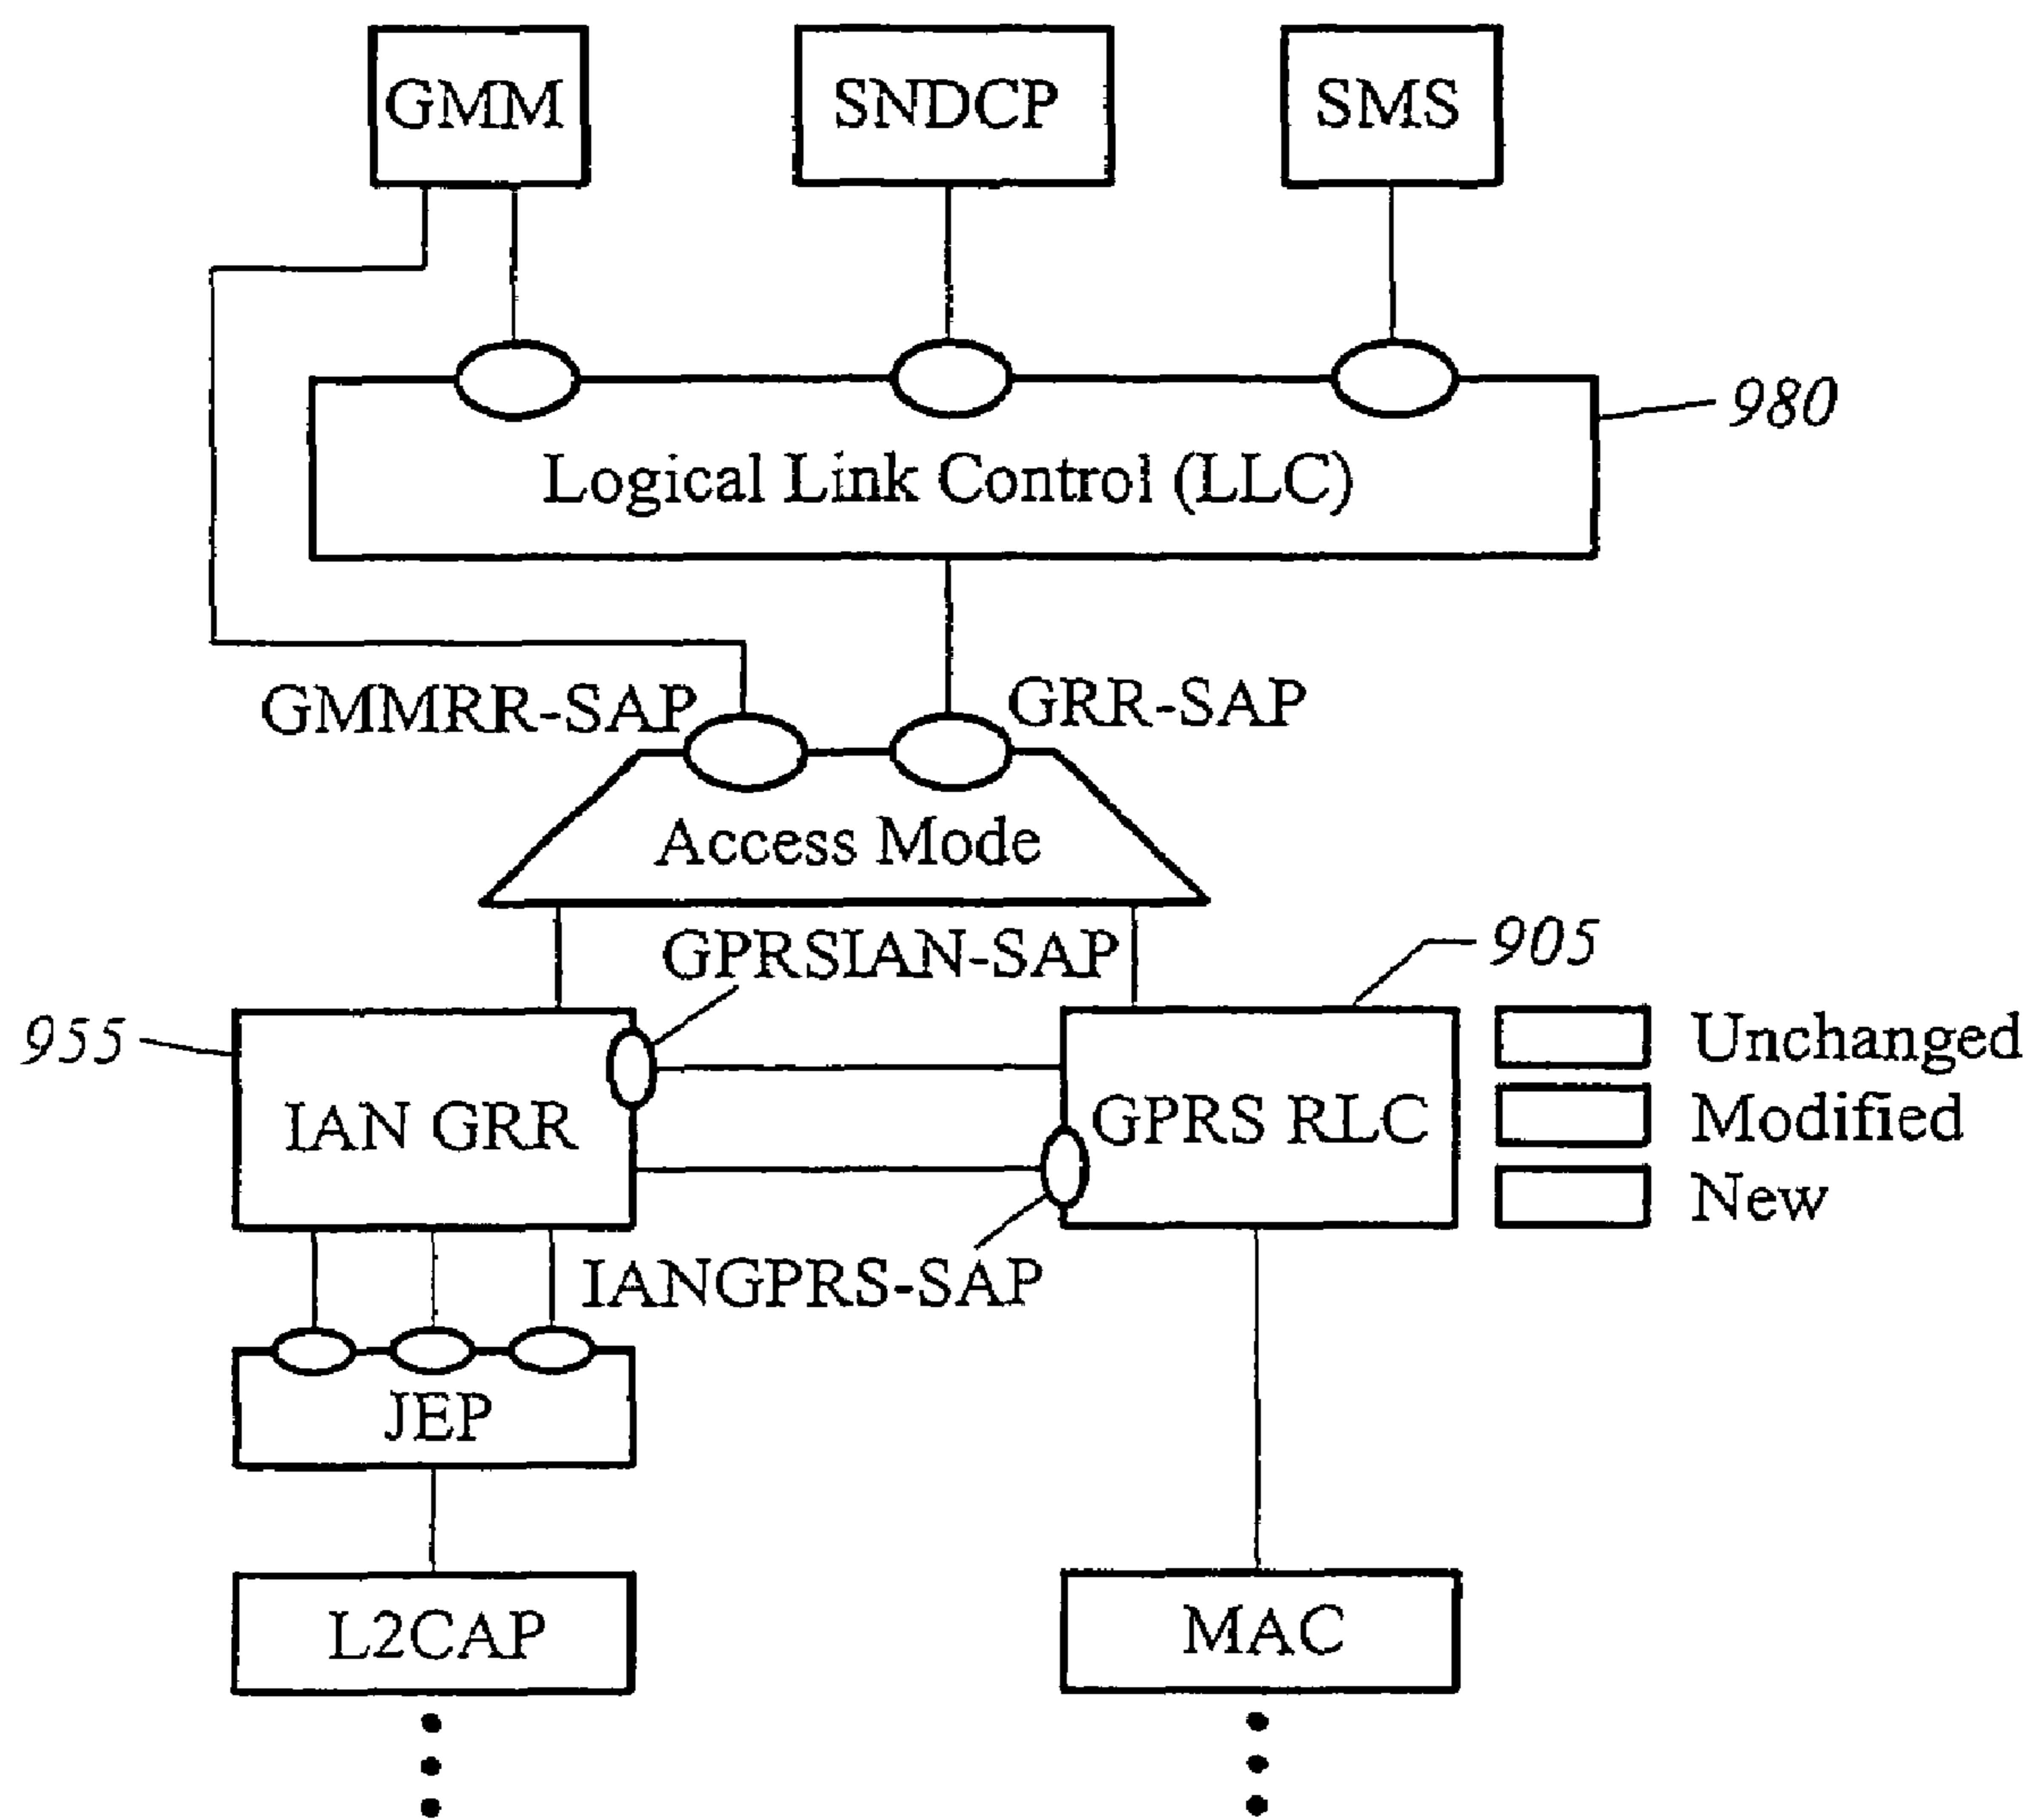 GMM
SNDCP
SMS
980
Logical Link Control (LLC)
GMMRR-SAP
GRR-SAP
Access Mode
GPRSIAN-SAP
905
955
IAN GRR
GPRS RLC
Unchanged
Modified
New
IANGPRS-SAP
JEP
L2CAP
MAC